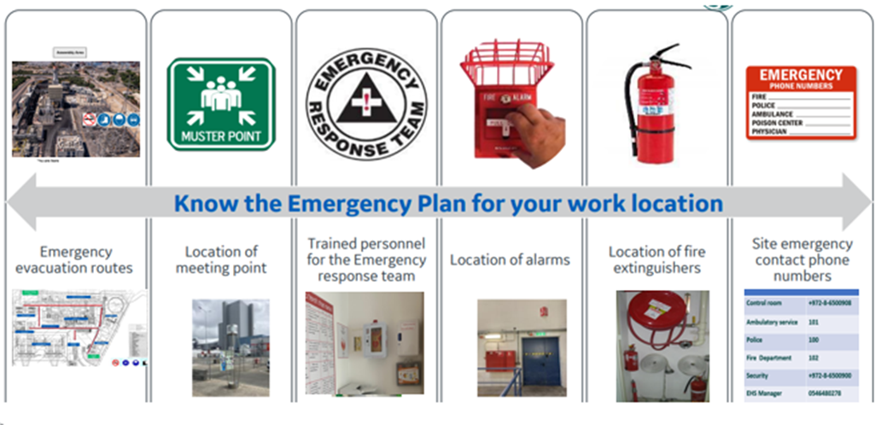 Assembly Area
MUSTER POINT
EMERGENCY
RESPONSE TEAM
FIRE ALARM
EMERGENCY
PHONE NUMBERS
FIRE
POLICE
AMBULANCE
POISON CENTER
PHYSICIAN
Know the Emergency Plan for your work location
Emergency
evacuation routes
Location of
meeting point
Trained personnel
for the Emergency
response team
Location of alarms
Location of fire
extinguishers
Site emergency
contact phone
numbers
Control room +972-8-6500908
Ambulatory service 101
Police 100
Fire Department 102
Security +972-8-6500900
EHS Manager 0546480278